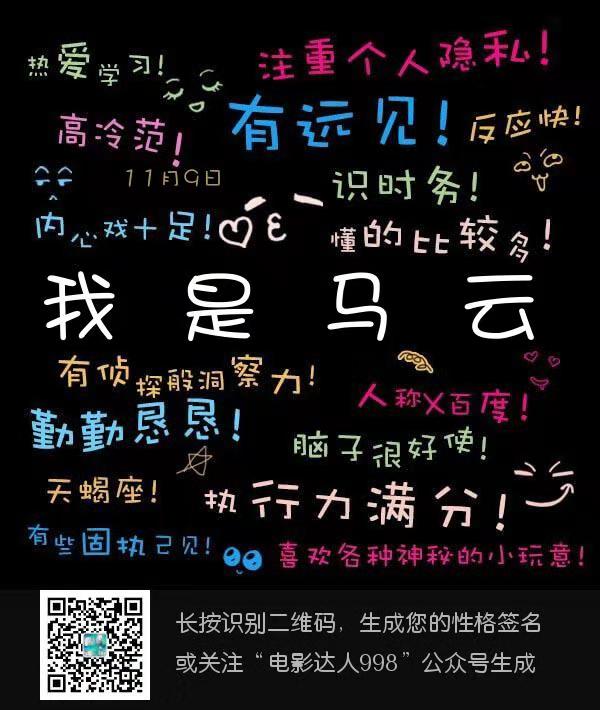 热爱学习!
注重个人隐私!
高冷范!
有远见!
反应快!
11月9日
识时务!
内心戏十足!
懂的比较多!
我是马云
有侦探般洞察力!
人称X百度!
勤勤恳恳!
脑子很好使!
天蝎座!
执行力满分!
有些固执己见!
喜欢各种神秘的小玩意!
长按识别二维码，生成您的性格签名
或关注“电影达人998”公众号生成